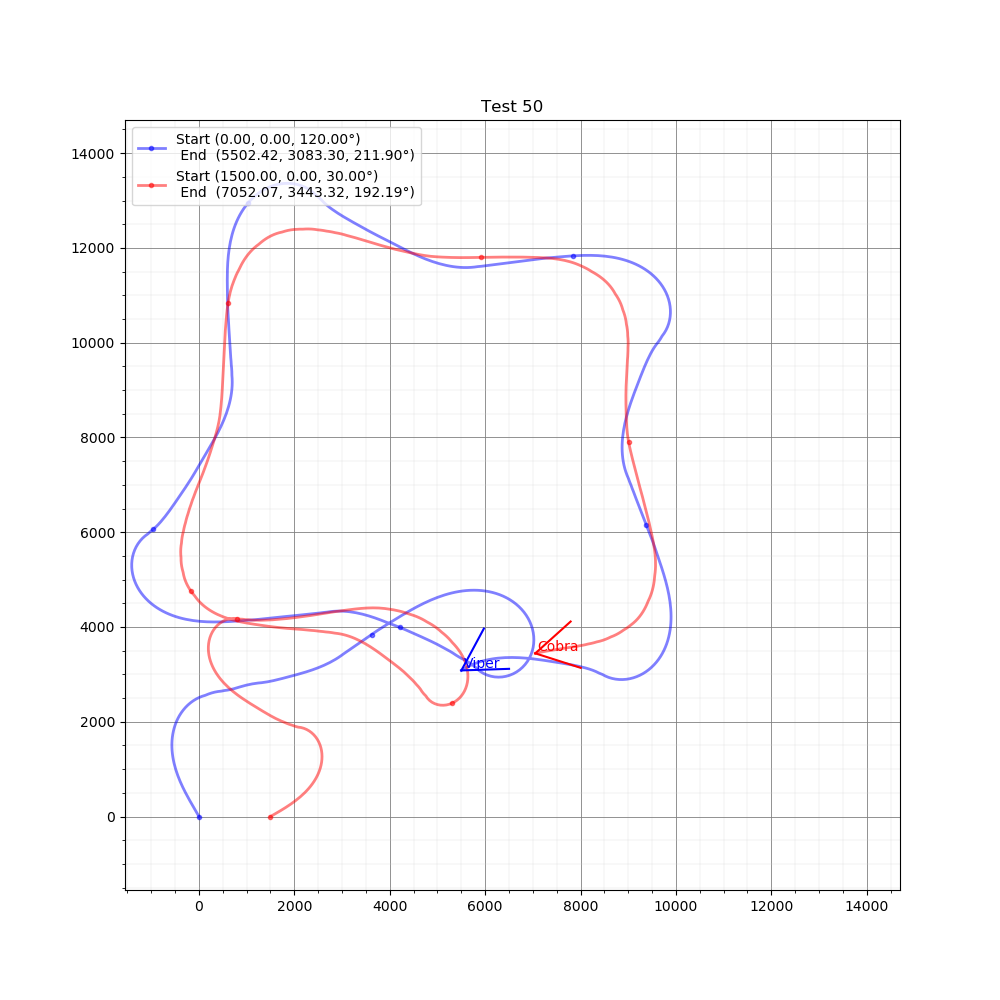 Test 50
Start (0.00, 0.00, 120.00°)
End  (5502.42, 3083.30, 211.90°)
Start (1500.00, 0.00, 30.00°)
End  (7052.07, 3443.32, 192.19°)
14000
12000
10000
8000
6000
4000
2000
0
Cobra
Viper
0 2000 4000 6000 8000 10000 12000 14000